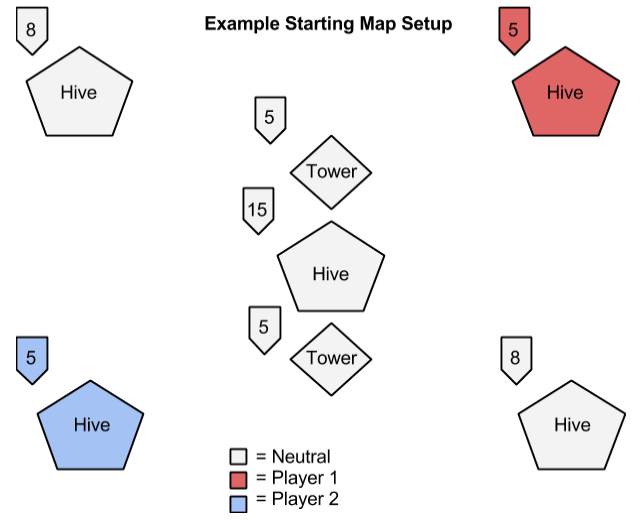 Example Starting Map Setup
8
Hive
5
Hive
5
Tower
15
Hive
5
Tower
5
Hive
8
Hive
= Neutral
= Player 1
= Player 2